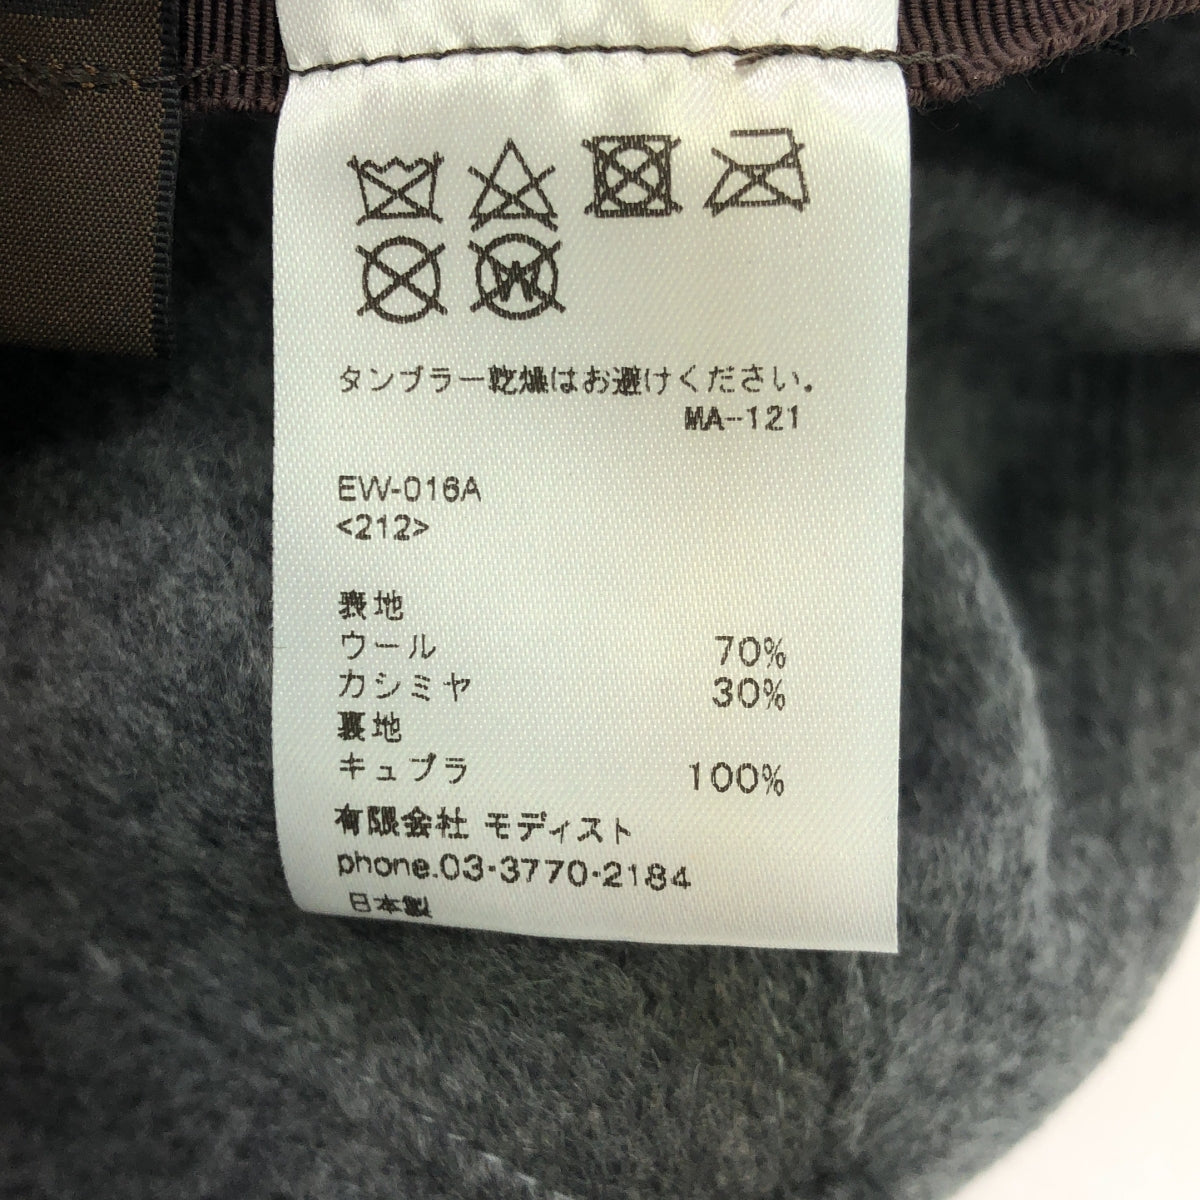 タンブラー乾燥はお避けください。
MA-121
EW-016A
<212>
表地
ウール 70%
カシミヤ 30%
裏地
キュプラ 100%
有限会社 モディスト
phone.03-3770-2184
日本製